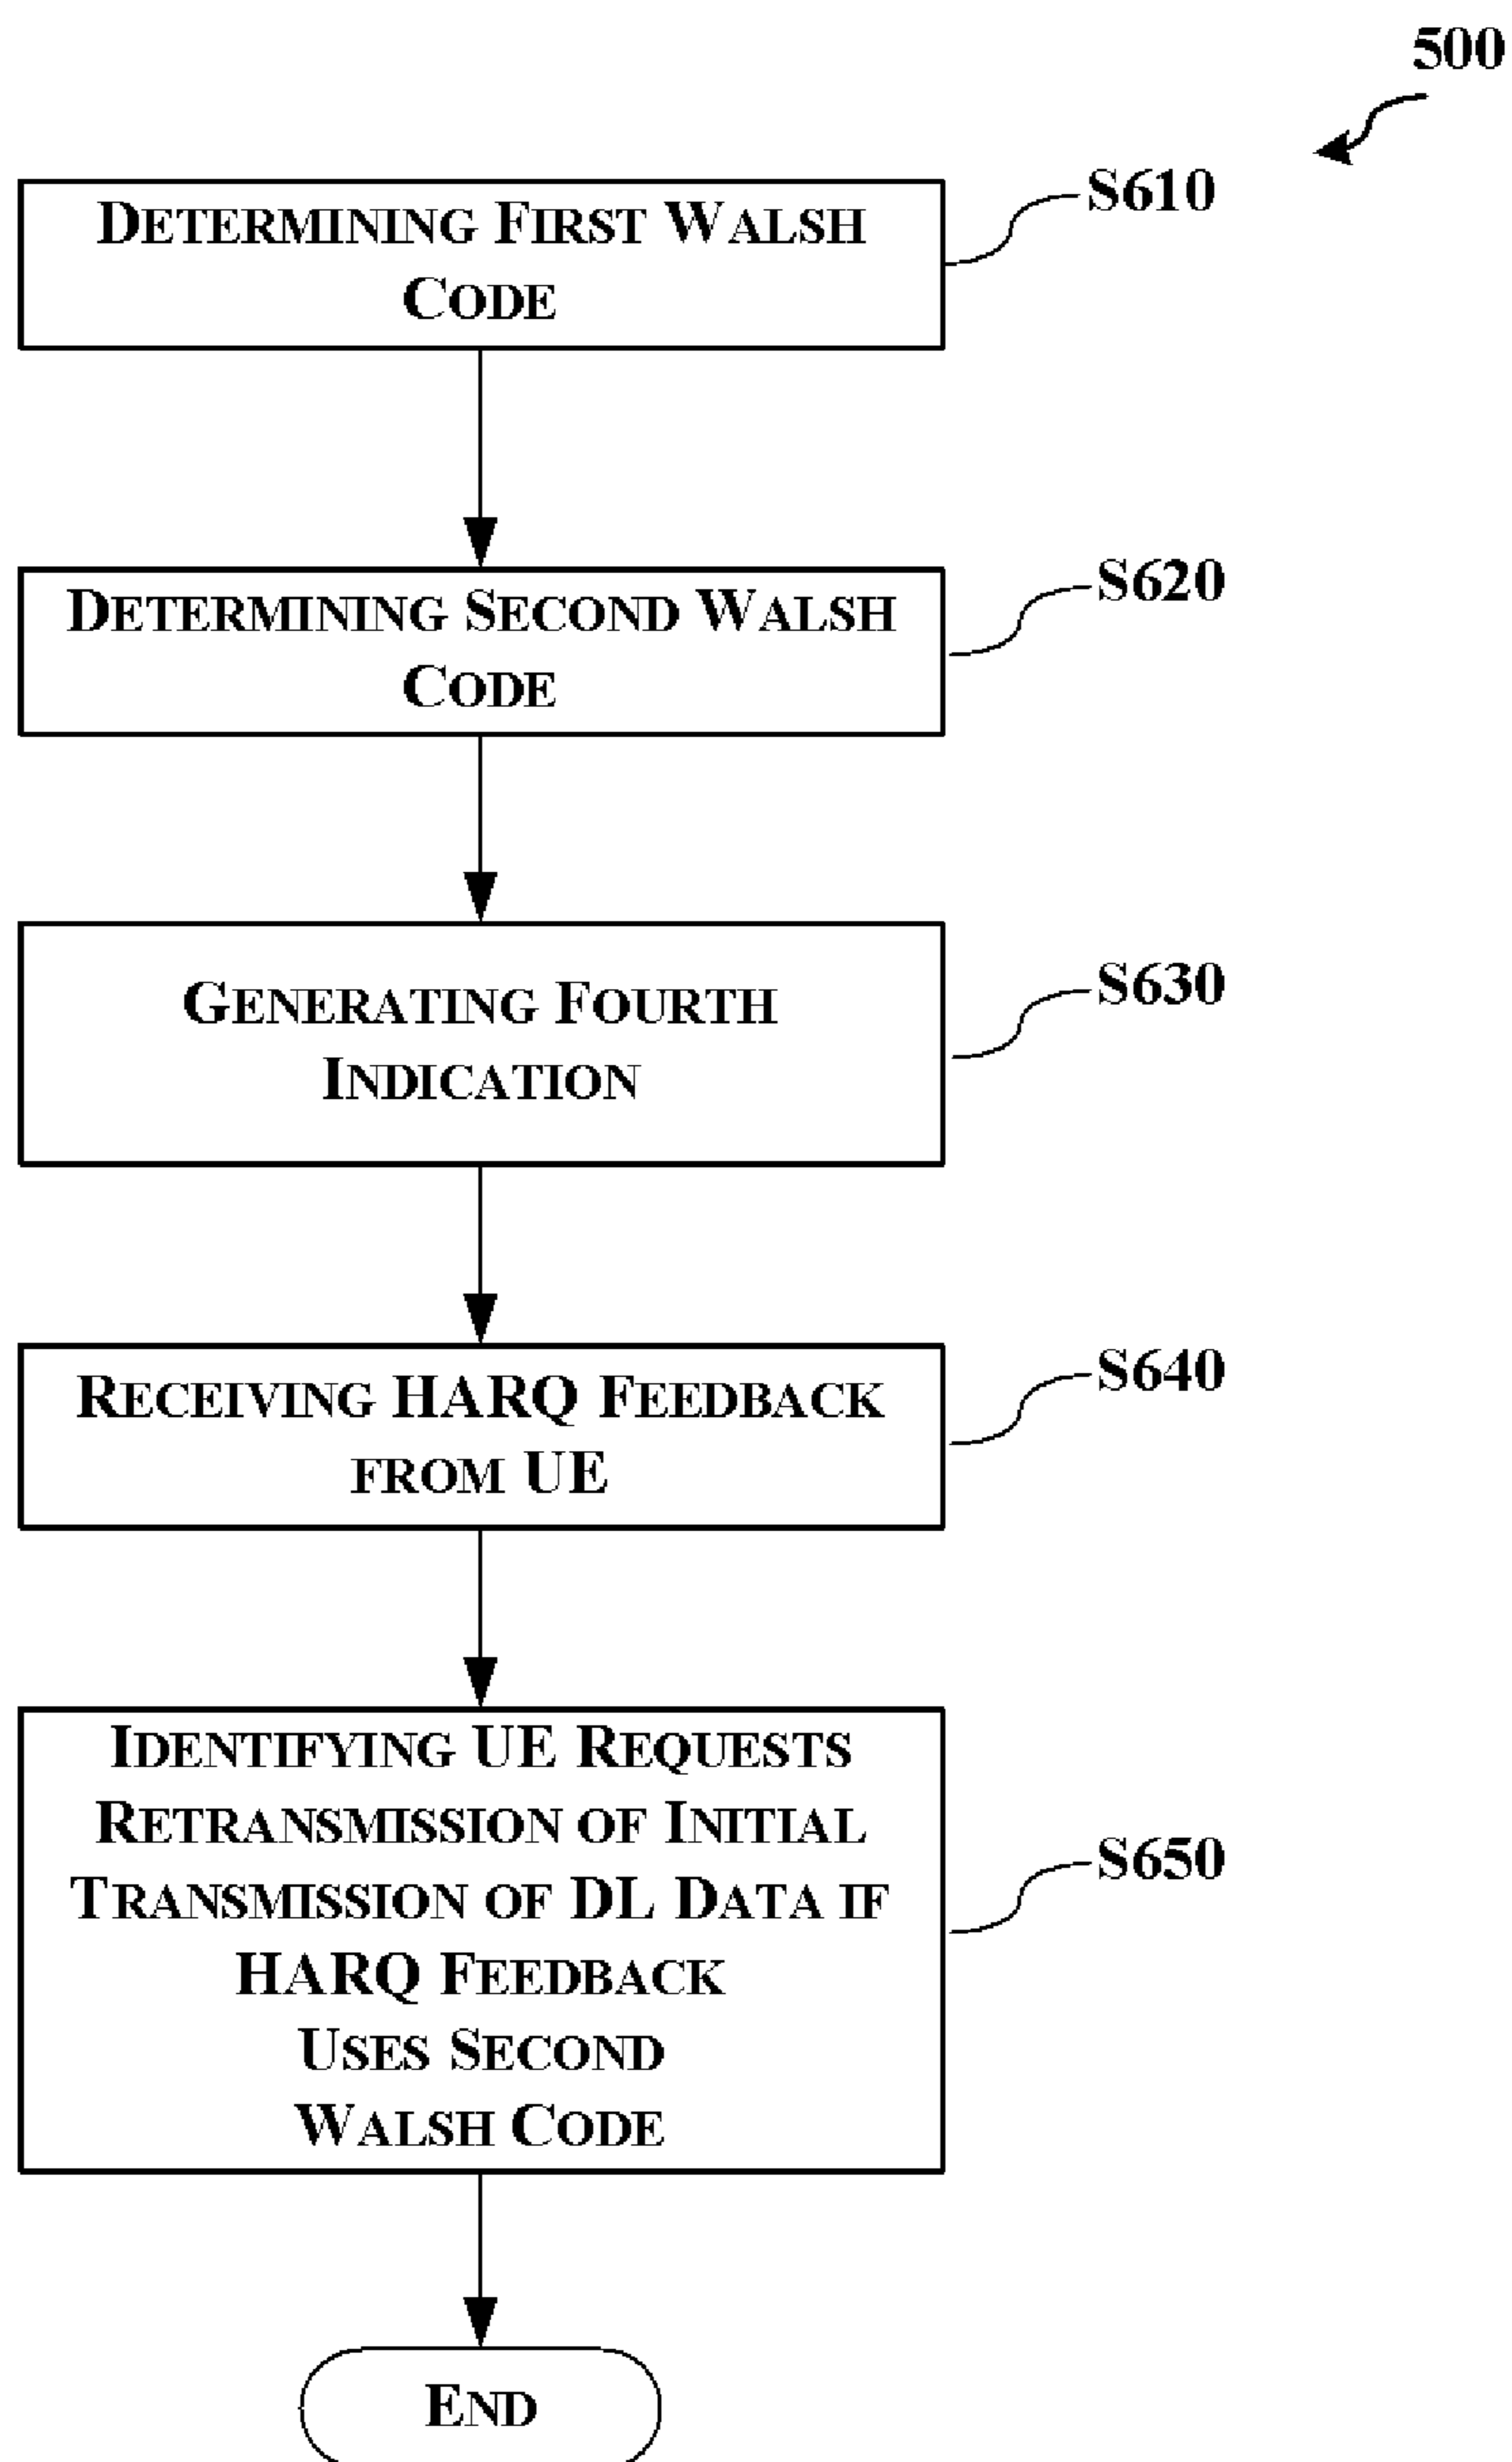 500
DETERMINING FIRST WALSH
CODE
S610
DETERMINING SECOND WALSH
CODE
S620
GENERATING FOURTH
INDICATION
S630
RECEIVING HARQ FEEDBACK
FROM UE
S640
IDENTIFYING UE REQUESTS
RETRANSMISSION OF INITIAL
TRANSMISSION OF DL DATA IF
HARQ FEEDBACK
USES SECOND
WALSH CODE
S650
END